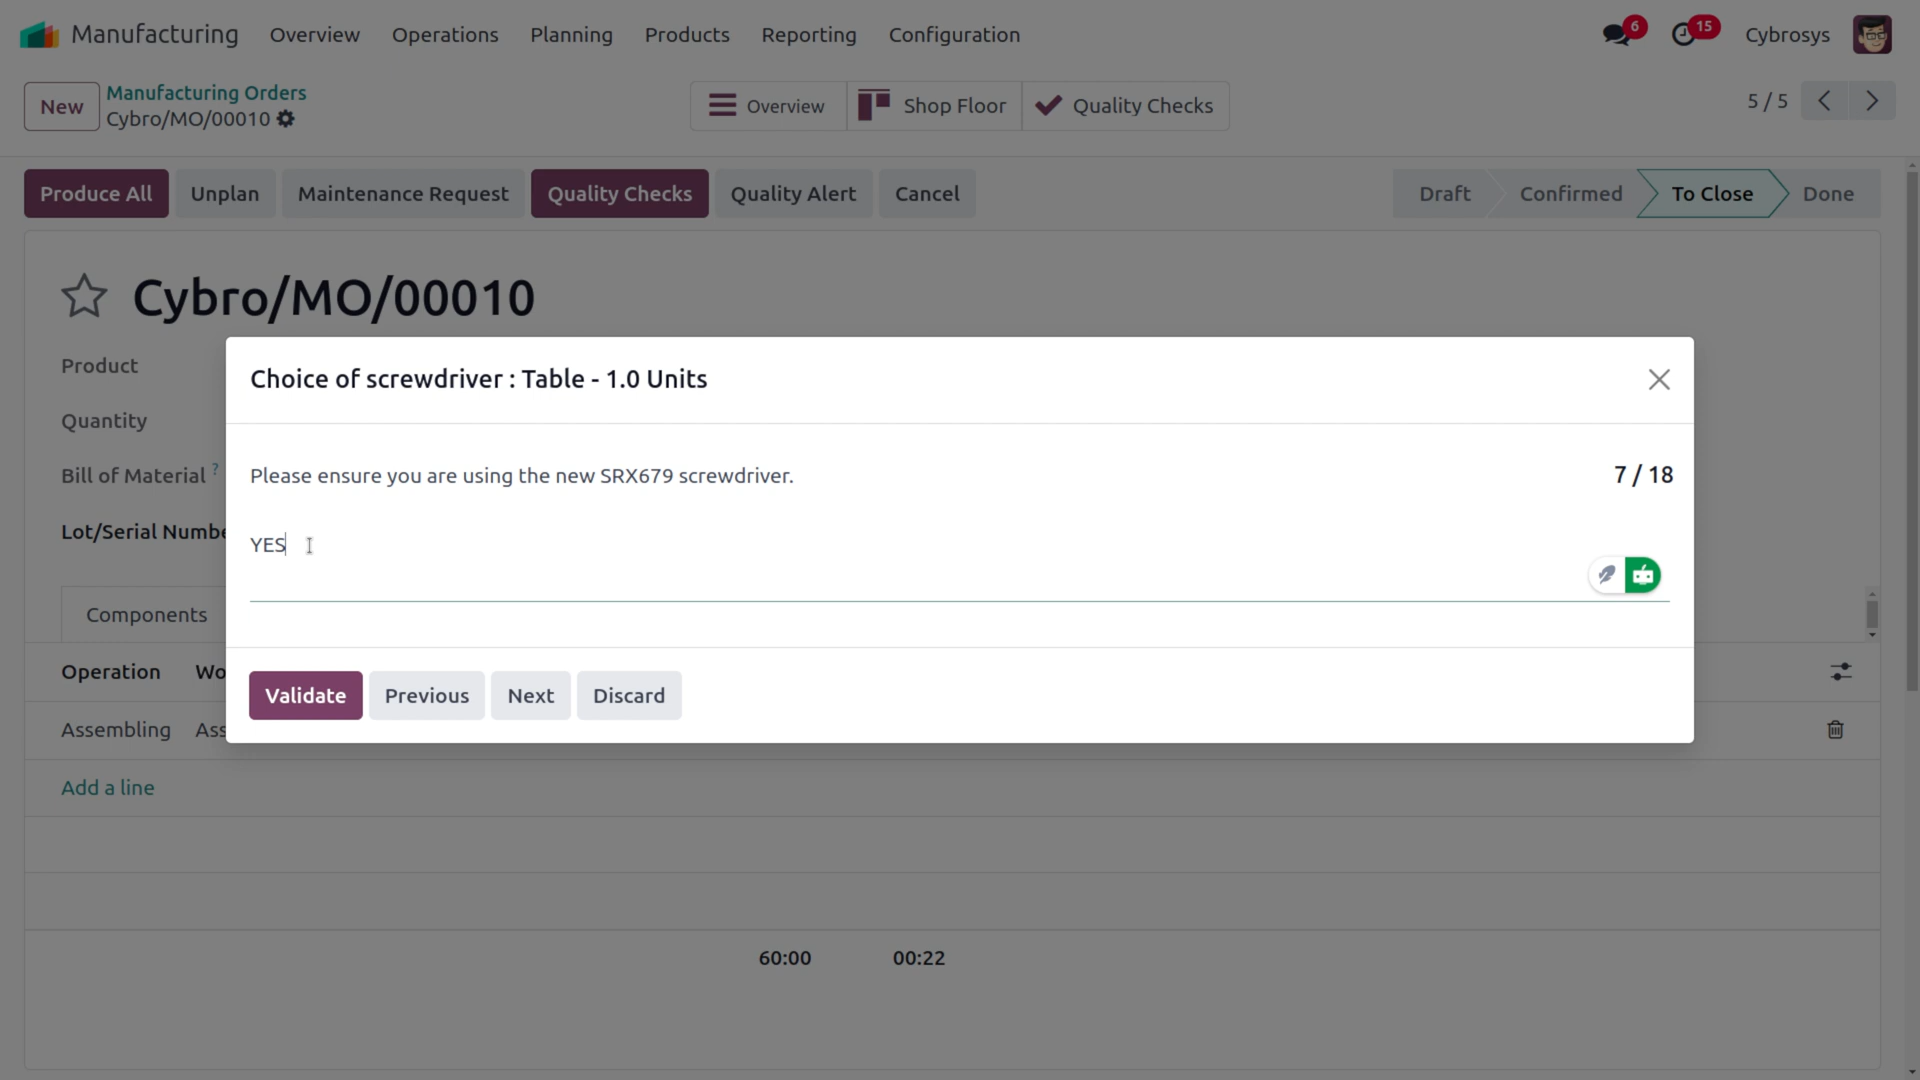 Manufacturing Overview Operations Planning Products Reporting Configuration 6 15 Cybrosys
New Manufacturing Orders
Cybro/MO/00010
Overview Shop Floor Quality Checks 5 / 5
Produce All Unplan Maintenance Request Quality Checks Quality Alert Cancel Draft Confirmed To Close Done
Cybro/MO/00010
Product
Choice of screwdriver : Table - 1.0 Units
Quantity
Bill of Material ?
Please ensure you are using the new SRX679 screwdriver. 7 / 18
Lot/Serial Numbe
YES
Components
Operation Wo
Validate Previous Next Discard
Assembling Ass
Add a line
60:00 00:22